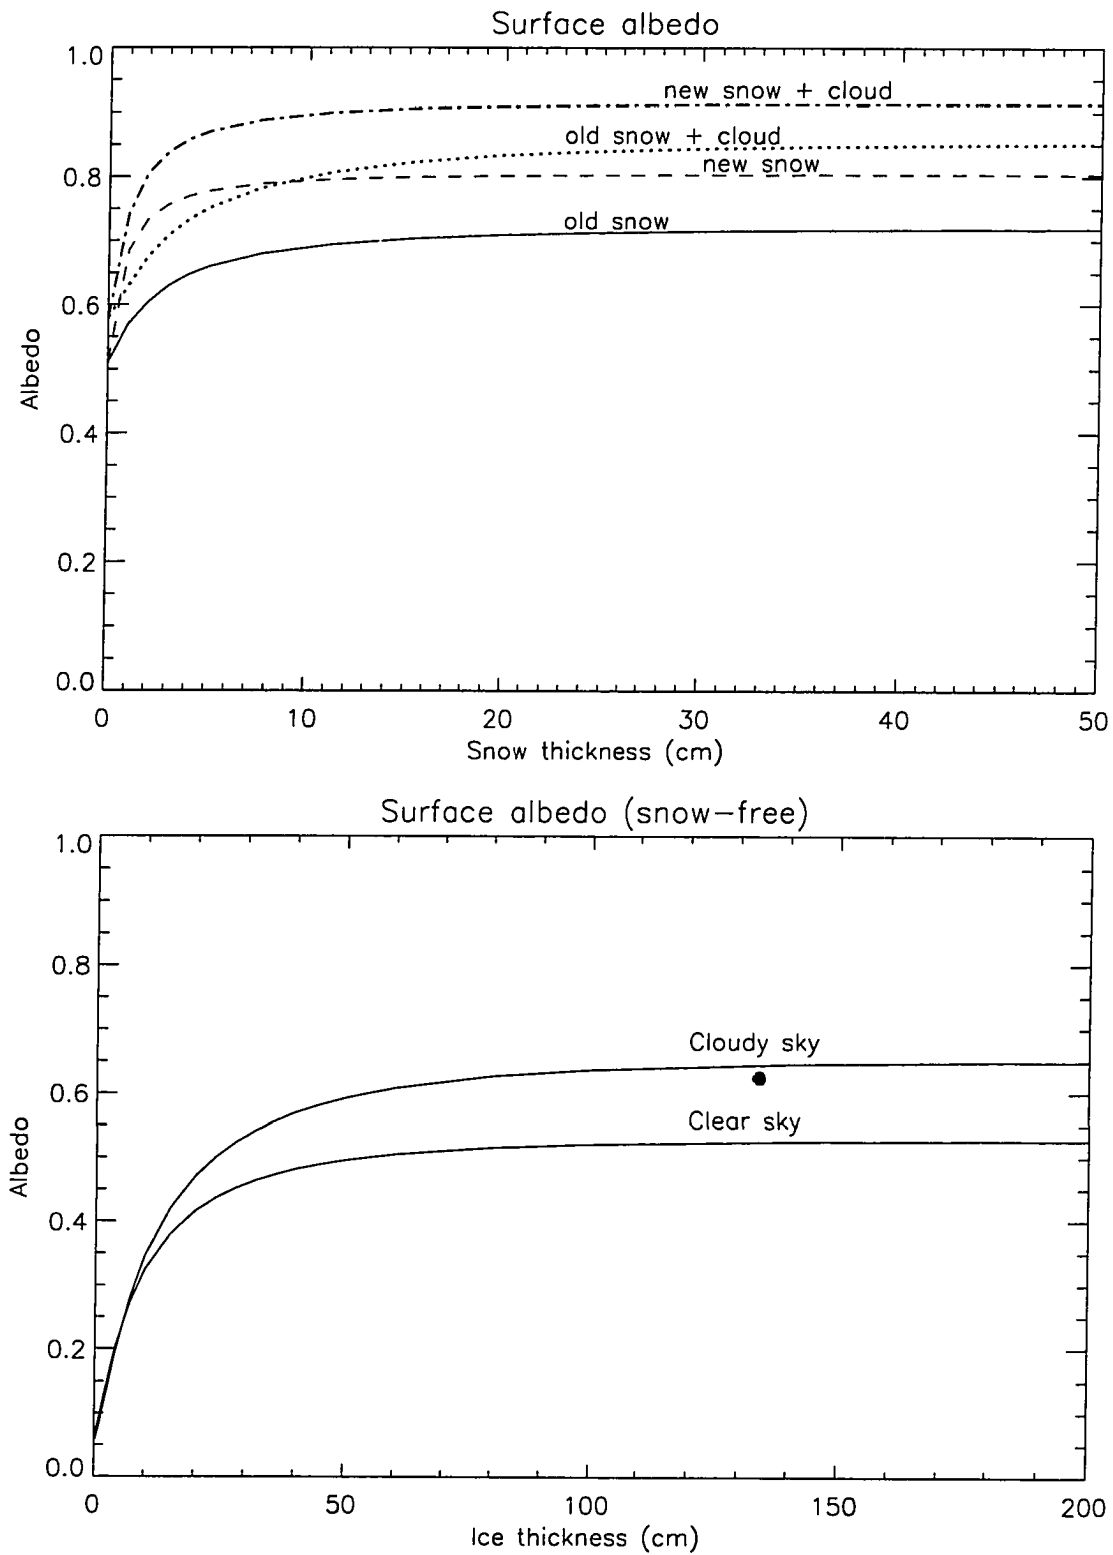 Surface albedo
1.0
new snow + cloud
old snow + cloud
0.8
new snow
old snow
0.6
Albedo
0.4
0.2
0.0
0 10 20 30 40 50
Snow thickness (cm)
Surface albedo (snow-free)
1.0
0.8
Cloudy sky
0.6
Clear sky
Albedo
0.4
0.2
0.0
0 50 100 150 200
Ice thickness (cm)